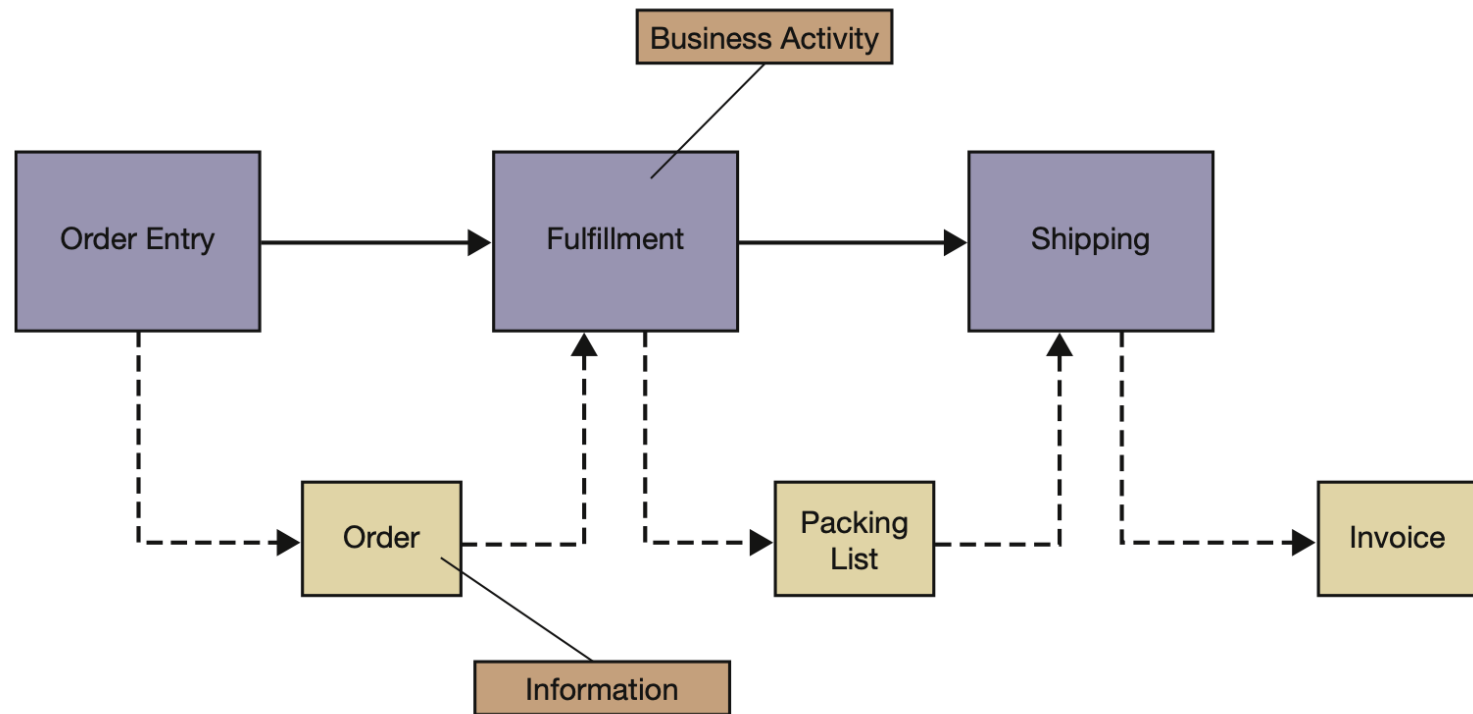 Business Activity
Order Entry
Fulfillment
Shipping
Order
Packing
List
Invoice
Information